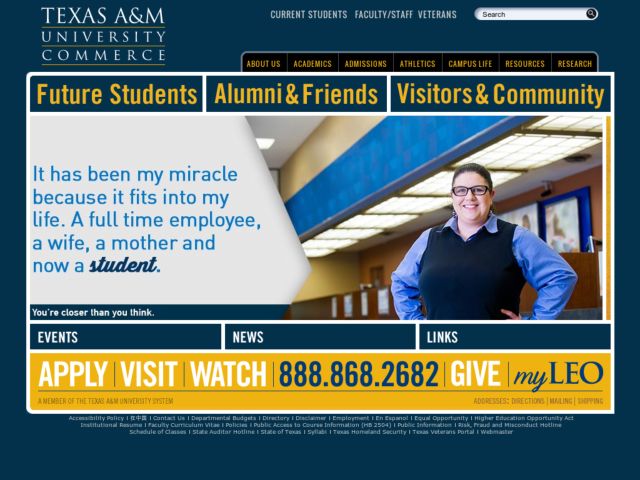 TEXAS A&M
UNIVERSITY
COMMERCE
CURRENT STUDENTS FACULTY/STAFF VETERANS
Search
ABOUT US ACADEMICS ADMISSIONS ATHLETICS CAMPUS LIFE RESOURCES RESEARCH
Future Students Alumni & Friends Visitors & Community
It has been my miracle
because it fits into my
life. A full time employee,
a wife, a mother and
now a student.
You're closer than you think.
EVENTS NEWS LINKS
APPLY VISIT WATCH 888.868.2682 GIVE myLEO
A MEMBER OF THE TEXAS A&M UNIVERSITY SYSTEM ADDRESSES: DIRECTIONS | MAILING | SHIPPING
Accessibility Policy I 在中国 I Contact Us I Departmental Budgets I Directory I Disclaimer I Employment I En Espanol I Equal Opportunity I Higher Education Opportunity Act
Institutional Resume I Faculty Curriculum Vitae I Policies I Public Access to Course Information (HB 2504) I Public Information I Risk, Fraud and Misconduct Hotline
Schedule of Classes I State Auditor Hotline I State of Texas I Syllabi I Texas Homeland Security I Texas Veterans Portal I Webmaster